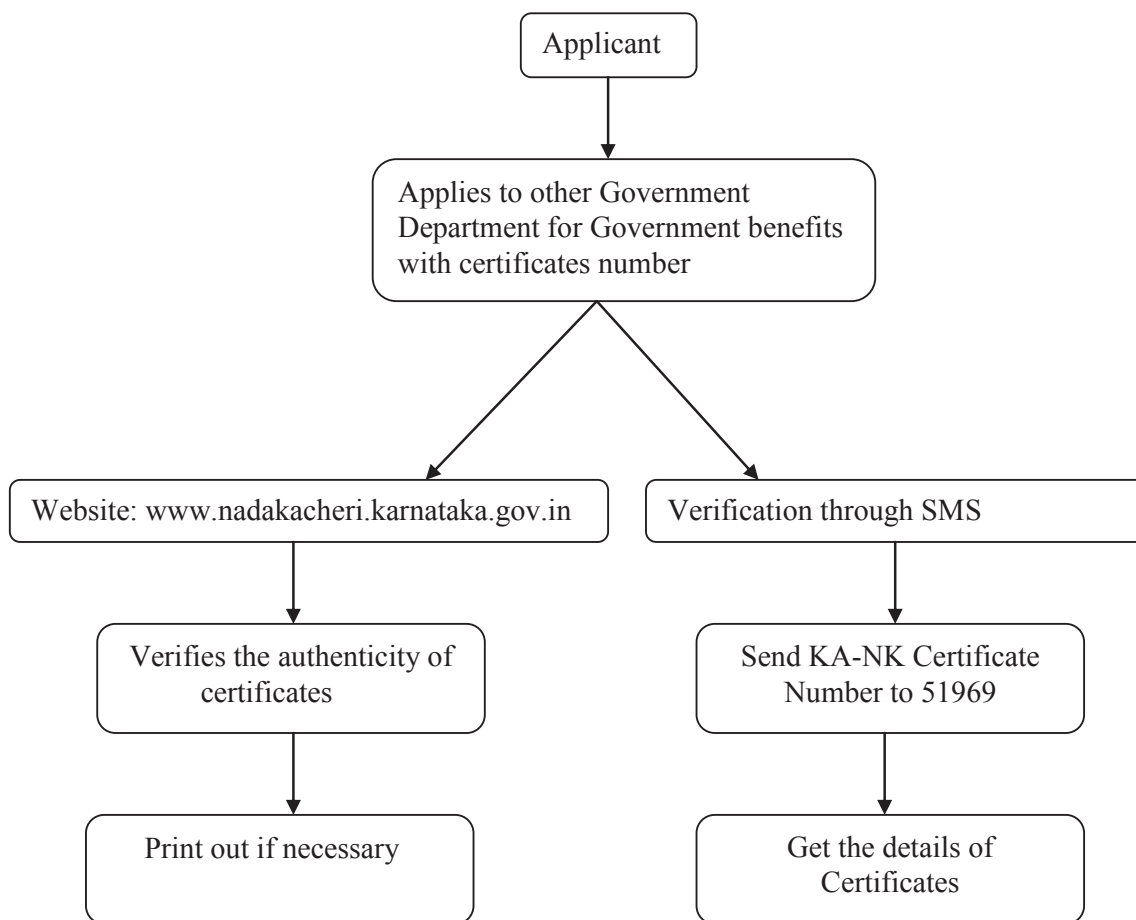 Applicant
Applies to other Government
Department for Government benefits
with certificates number
Website: www.nadakacheri.karnataka.gov.in
Verification through SMS
Verifies the authenticity of
certificates
Send KA-NK Certificate
Number to 51969
Print out if necessary
Get the details of
Certificates